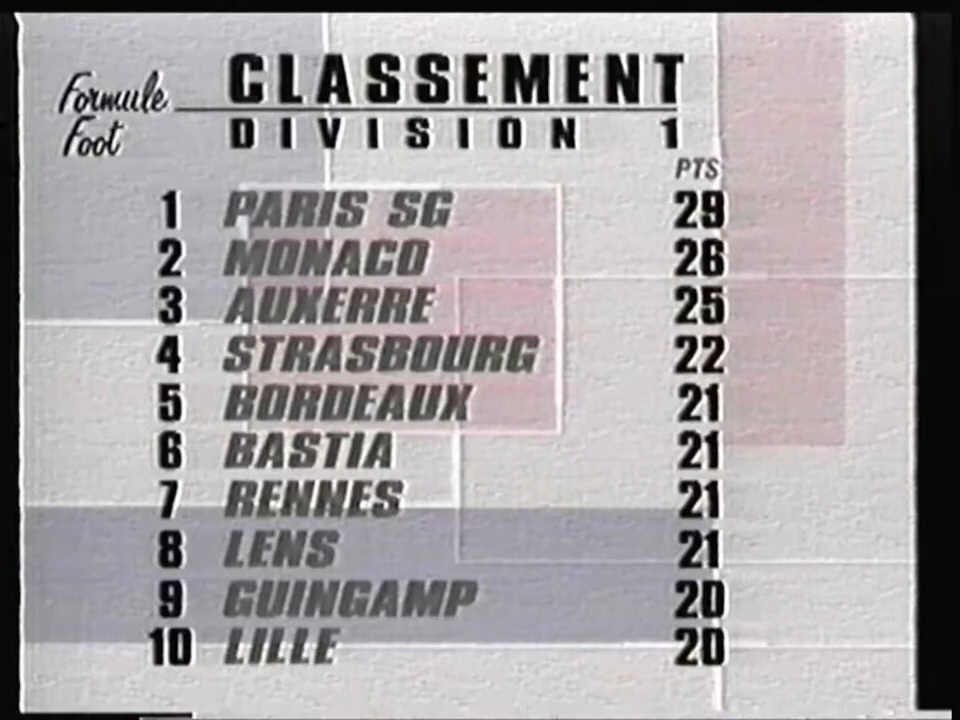 CLASSEMENT
Formule
Foot
DIVISION 1
PTS
1 PARIS SG 29
2 MONACO 26
3 AUXERRE 25
4 STRASBOURG 22
5 BORDEAUX 21
6 BASTIA 21
7 RENNES 21
8 LENS 21
9 GUINGAMP 20
10 LILLE 20